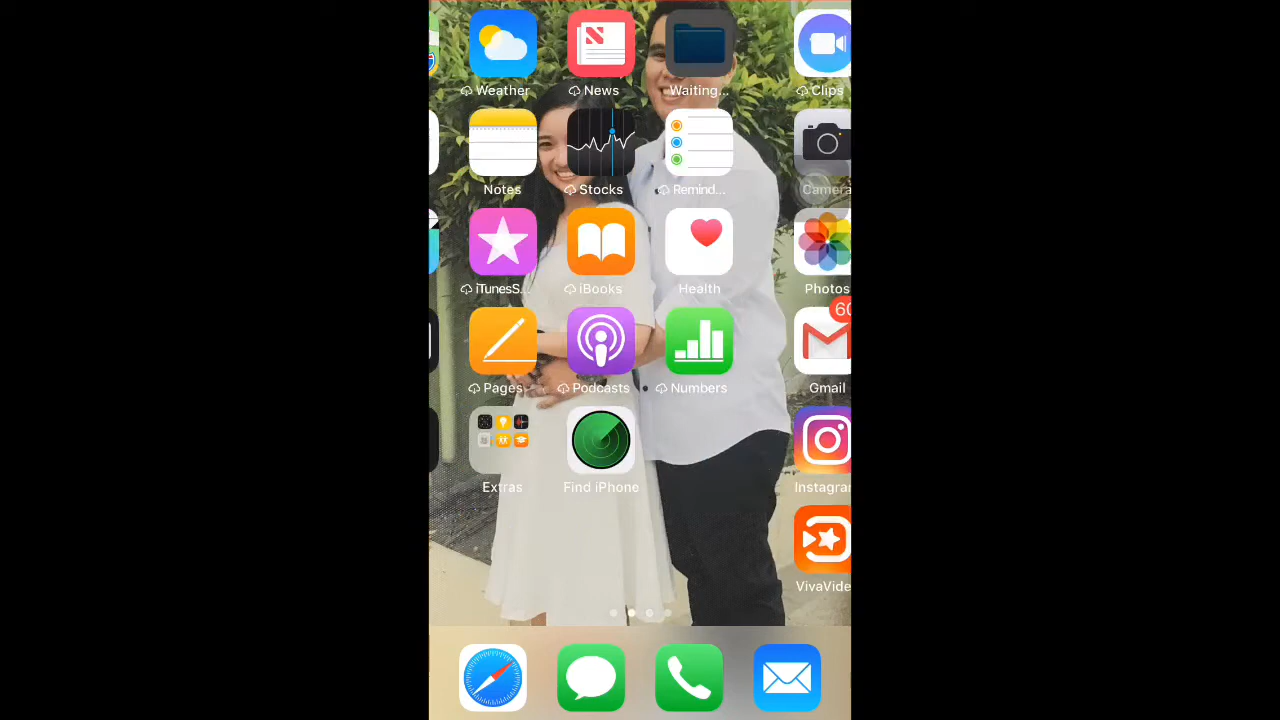 Weather News Waiting... Clips
Notes Stocks Remind... Camera
iTunesS... iBooks Health Photos
60
Pages Podcasts Numbers Gmail
Extras Find iPhone Instagra
VivaVide